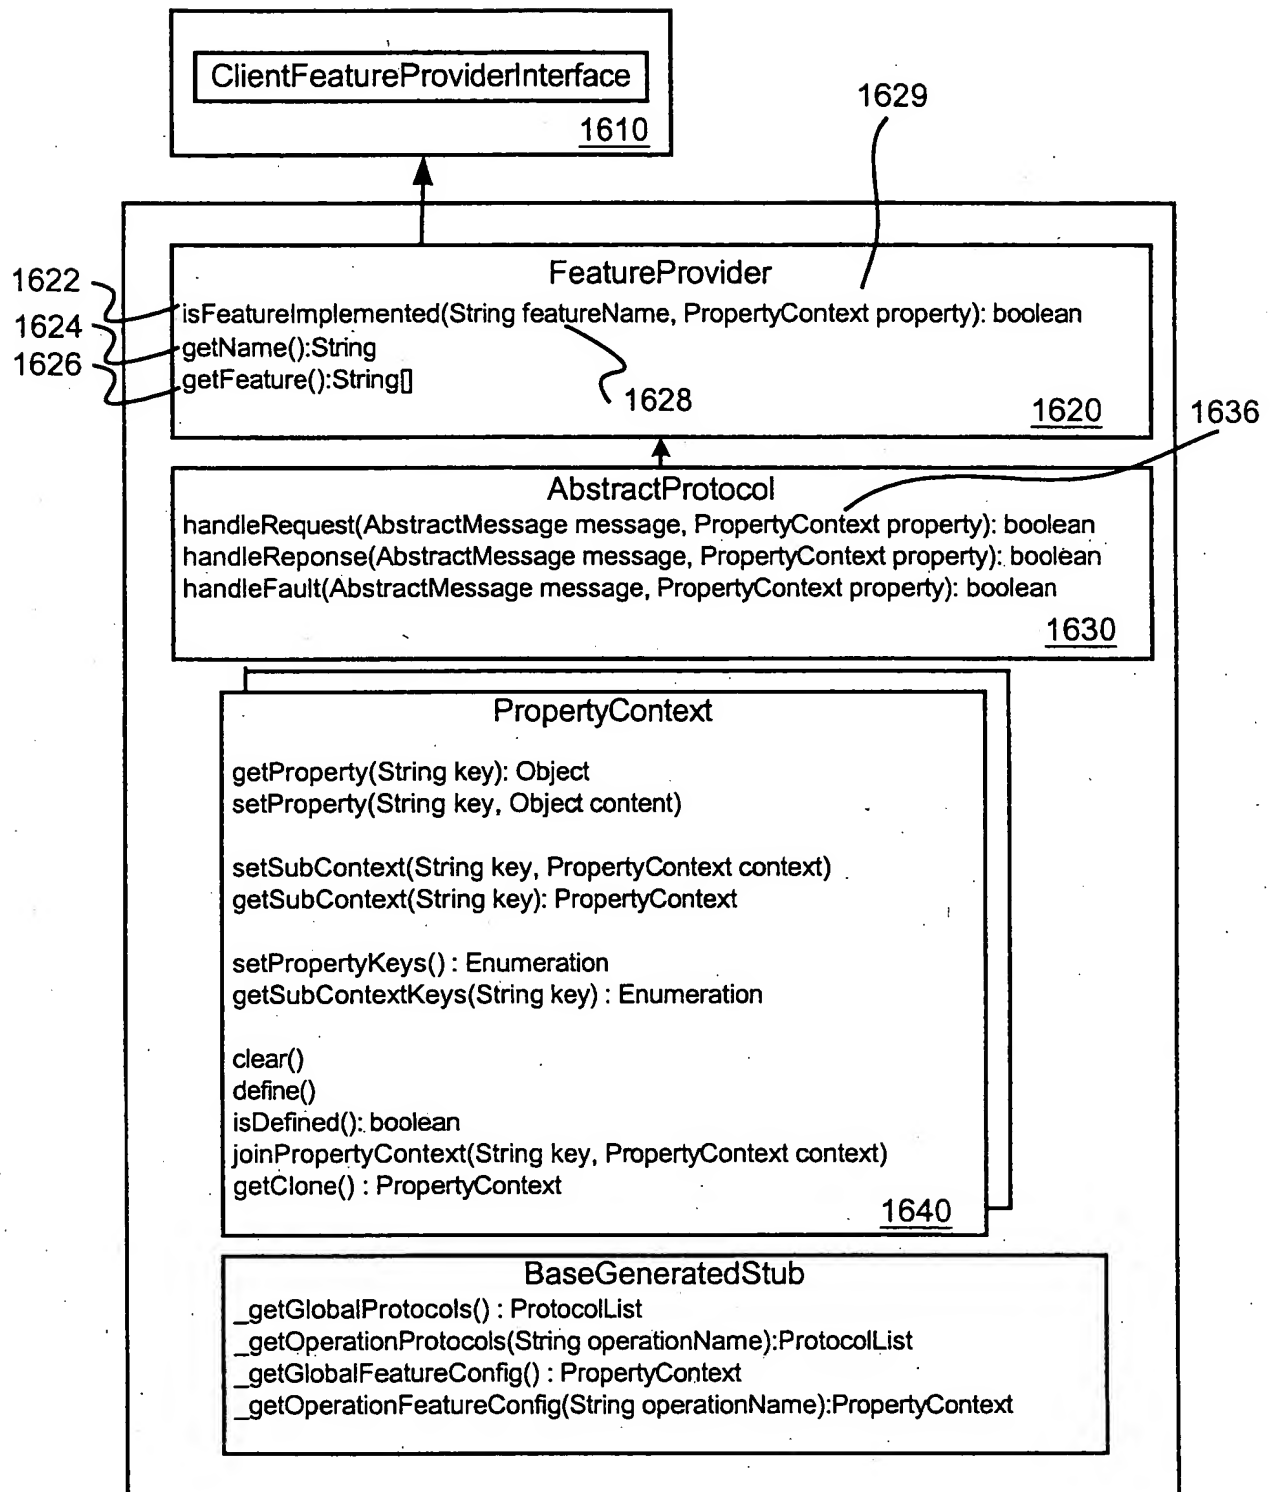 ClientFeatureProviderInterface
1610
1629
FeatureProvider
1622
isFeatureImplemented(String featureName, PropertyContext property): boolean
1624
getName():String
1626
getFeature():String[]
1628
1620
1636
AbstractProtocol
handleRequest(AbstractMessage message, PropertyContext property): boolean
handleReponse(AbstractMessage message, PropertyContext property): boolean
handleFault(AbstractMessage message, PropertyContext property): boolean
1630
PropertyContext
getProperty(String key): Object
setProperty(String key, Object content)
setSubContext(String key, PropertyContext context)
getSubContext(String key): PropertyContext
setPropertyKeys() : Enumeration
getSubContextKeys(String key) : Enumeration
clear()
define()
isDefined(): boolean
joinPropertyContext(String key, PropertyContext context)
getClone() : PropertyContext
1640
BaseGeneratedStub
_getGlobalProtocols() : ProtocolList
_getOperationProtocols(String operationName):ProtocolList
_getGlobalFeatureConfig() : PropertyContext
_getOperationFeatureConfig(String operationName):PropertyContext